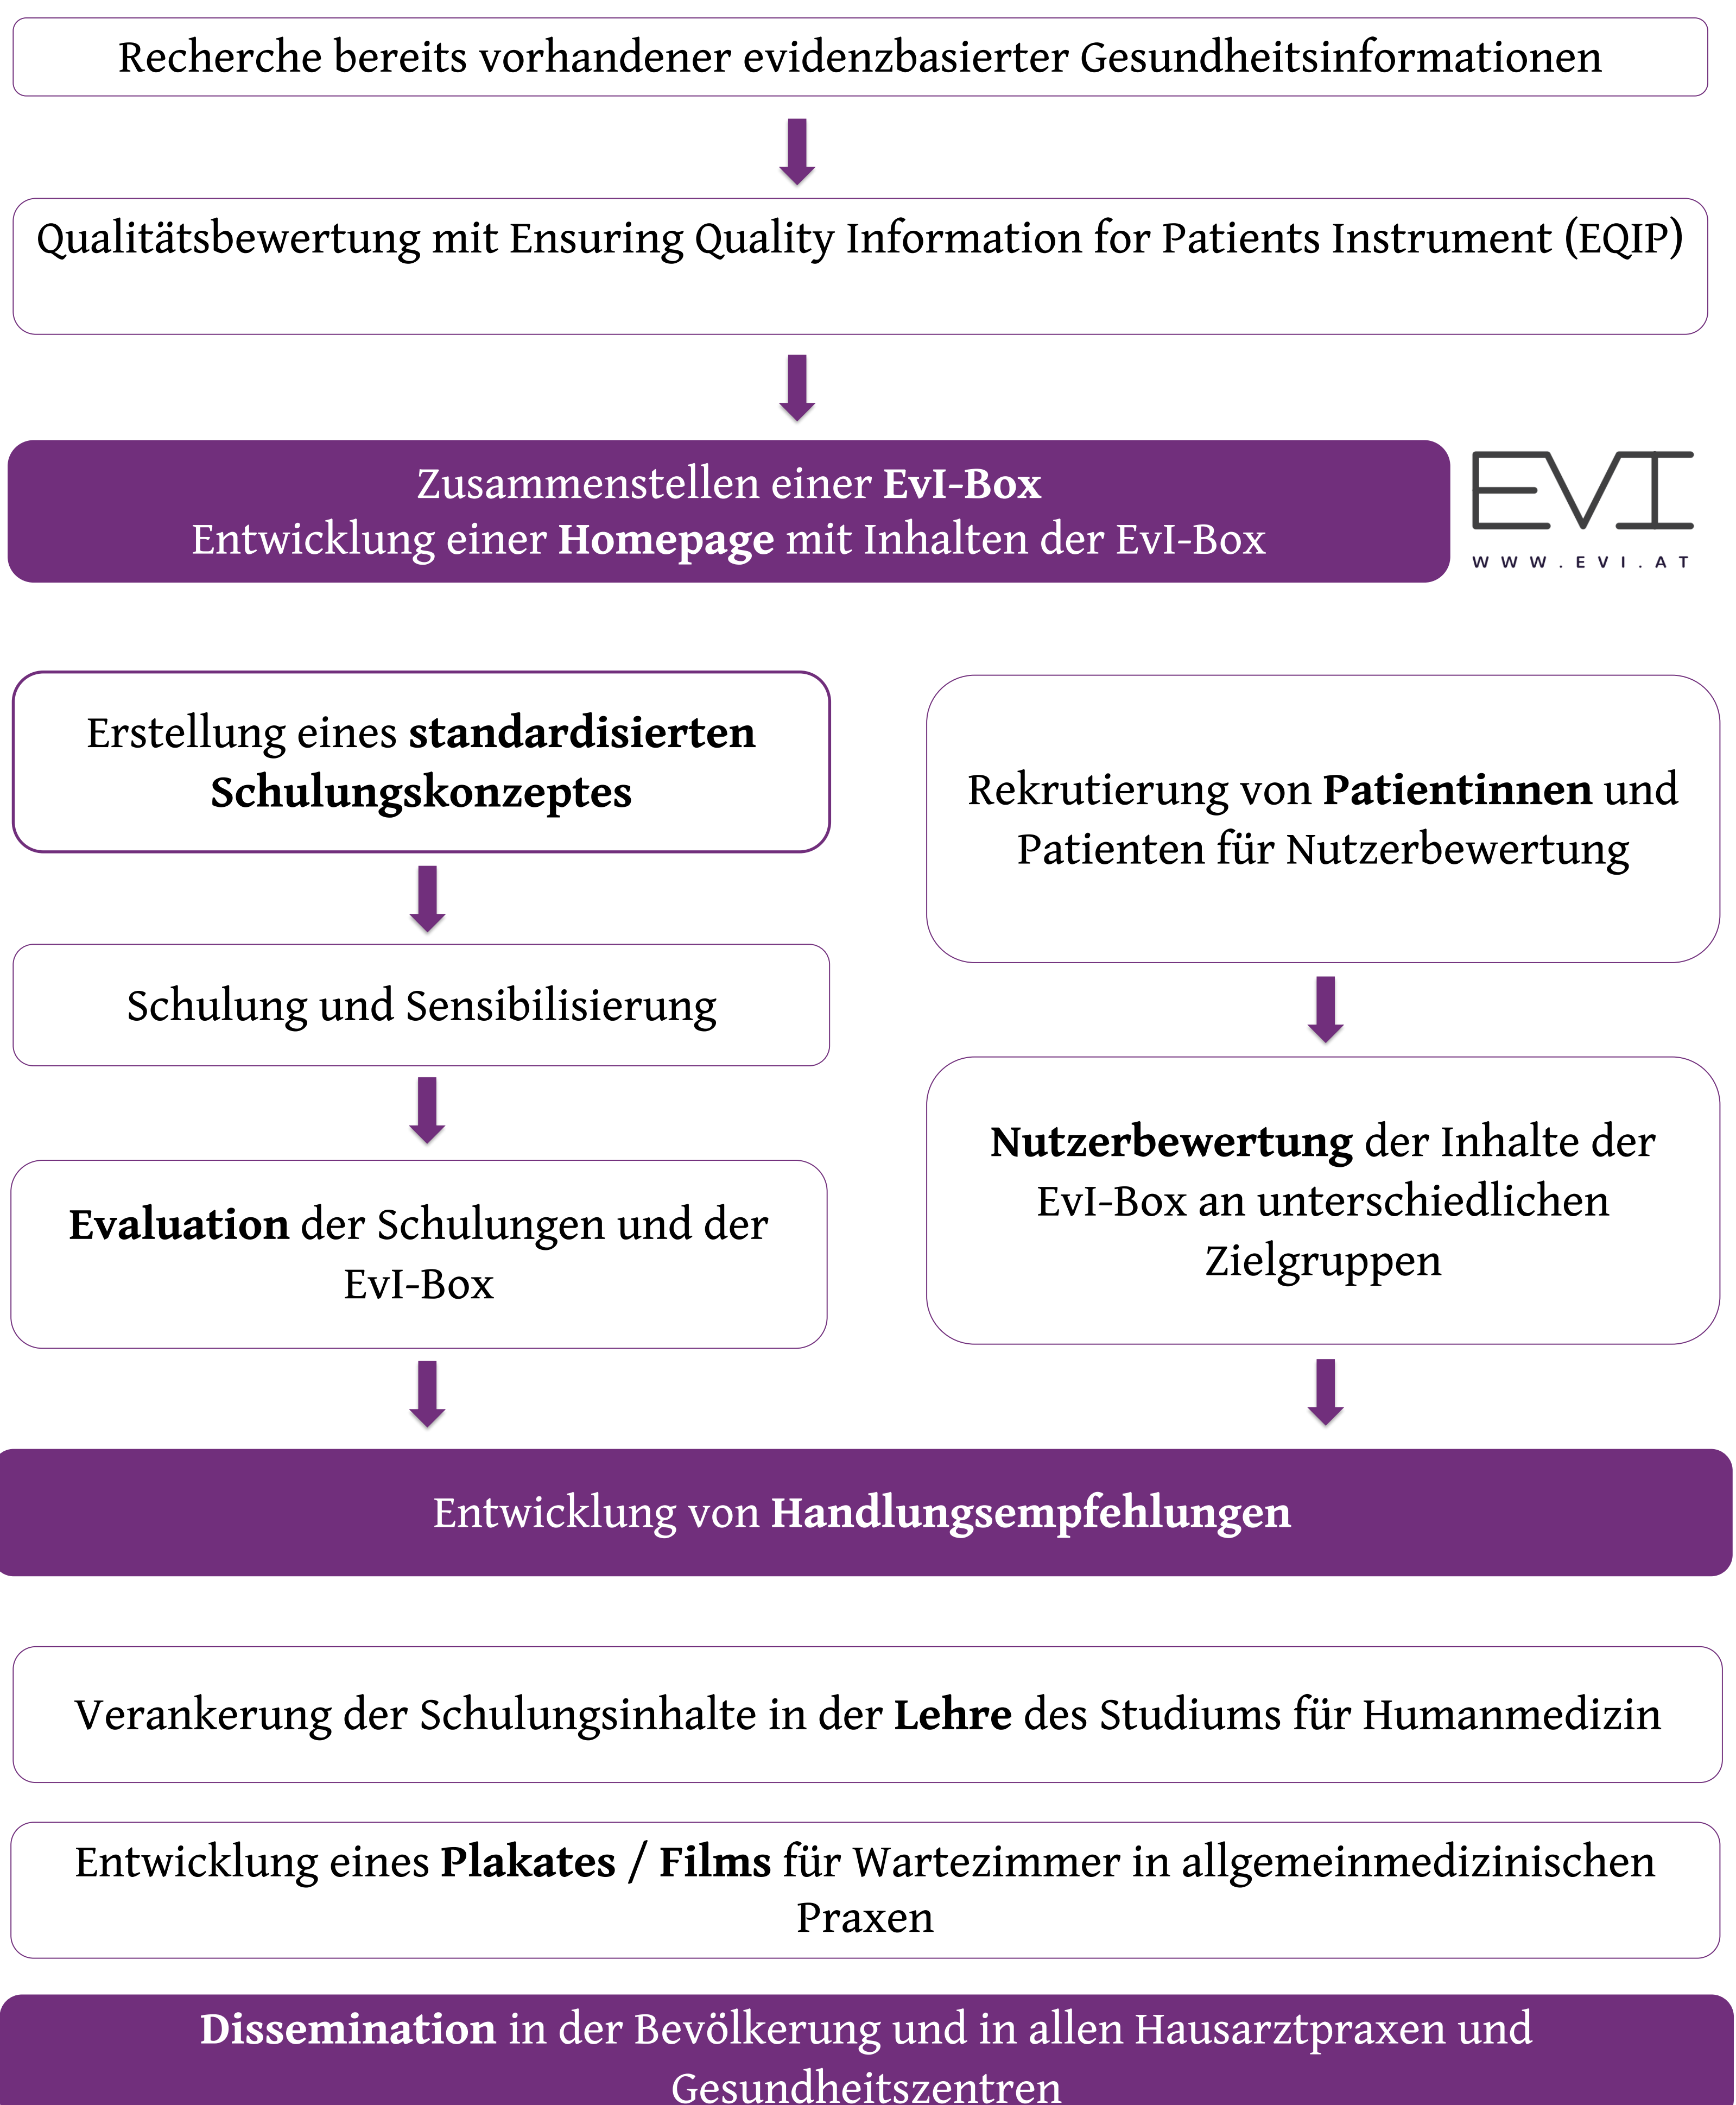 Recherche bereits vorhandener evidenzbasierter Gesundheitsinformationen
Qualitätsbewertung mit Ensuring Quality Information for Patients Instrument (EQIP)
Zusammenstellen einer EvI-Box
Entwicklung einer Homepage mit Inhalten der EvI-Box
EVI
WWW.EVI.AT
Erstellung eines standardisierten
Schulungskonzeptes
Schulung und Sensibilisierung
Evaluation der Schulungen und der
EvI-Box
Rekrutierung von Patientinnen und
Patienten für Nutzerbewertung
Nutzerbewertung der Inhalte der
EvI-Box an unterschiedlichen
Zielgruppen
Entwicklung von Handlungsempfehlungen
Verankerung der Schulungsinhalte in der Lehre des Studiums für Humanmedizin
Entwicklung eines Plakates / Films für Wartezimmer in allgemeinmedizinischen
Praxen
Dissemination in der Bevölkerung und in allen Hausarztpraxen und
Gesundheitszentren